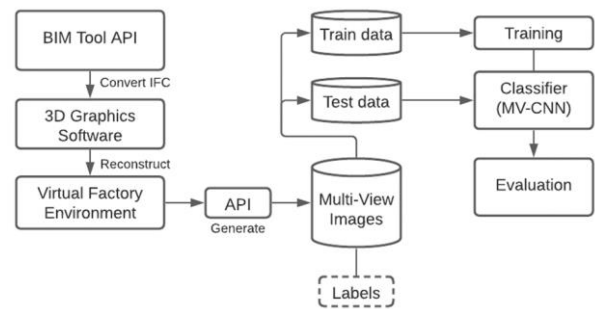 BIM Tool API
Convert IFC
3D Graphics
Software
Reconstruct
Virtual Factory
Environment
API
Generate
Multi-View
Images
Labels
Train data
Test data
Training
Classifier
(MV-CNN)
Evaluation